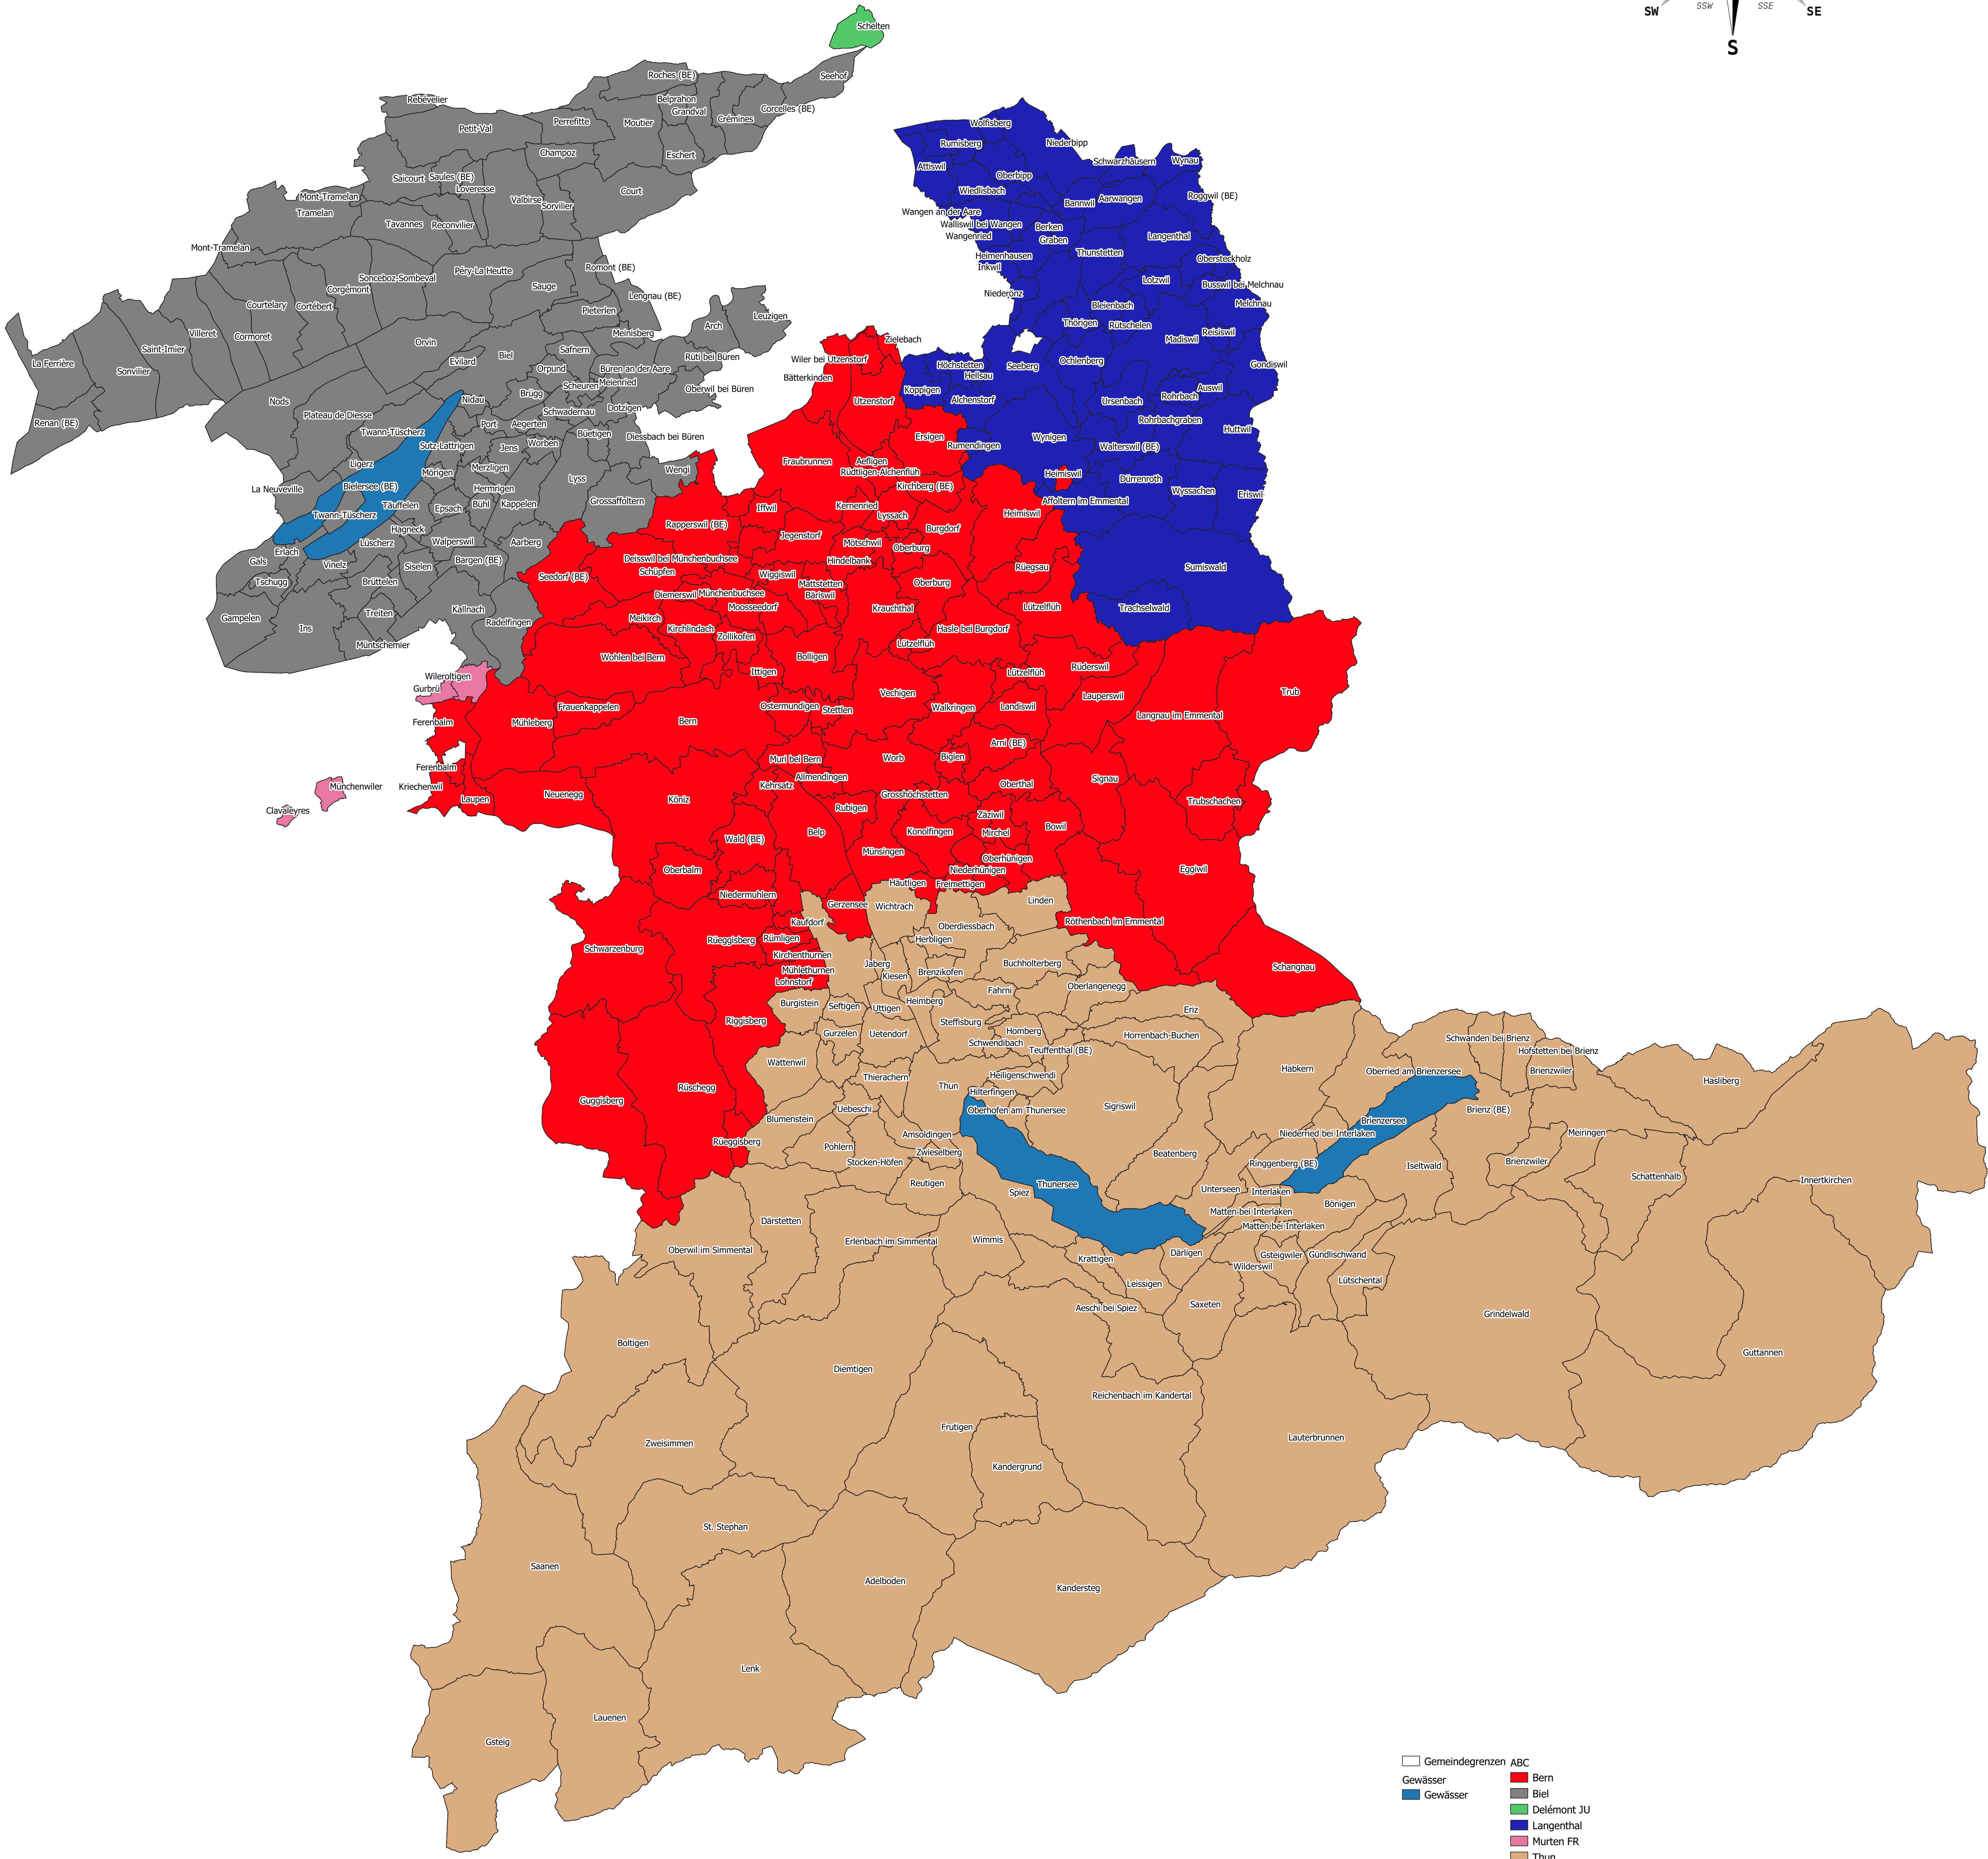 SW
SSW
SSE
SE
S
Schelten
Seehof
Roches (BE)
Belprahon
Grandval
Corcelles (BE)
Crémines
Rebévelier
Petit-Val
Perrefitte
Moutier
Eschert
Champoz
Court
Saicourt
Saules (BE)
Loveresse
Valbirse
Sorvilier
Mont-Tramelan
Tramelan
Tavannes
Reconvilier
Mont-Tramelan
Romont (BE)
Péry-La Heutte
Sonceboz-Sombeval
Sauge
Corgémont
Cortébert
Courtelary
Cormoret
Villeret
Saint-Imier
Sonvilier
La Ferrière
Renan (BE)
Lengnau (BE)
Pieterlen
Meinisberg
Arch
Leuzigen
Rüti bei Büren
Orvin
Evilard
Biel
Safnern
Orpund
Büren an der Aare
Meienried
Scheuren
Oberwil bei Büren
Brügg
Nidau
Nods
Plateau de Diesse
Schwadernau
Dotzigen
Port
Aegerten
Twann-Tüscherz
Büetigen
Diessbach bei Büren
Sutz-Lattrigen
Jens
Worben
Ligerz
Mörigen
Merzligen
Wengi
Lyss
La Neuveville
Bielersee (BE)
Hermrigen
Grossaffoltern
Täuffelen
Epsach
Bühl
Kappelen
Twann-Tüscherz
Hagneck
Lüscherz
Walperswil
Aarberg
Erlach
Gals
Vinelz
Siselen
Bargen (BE)
Tschugg
Brüttelen
Gampelen
Ins
Treiten
Kallnach
Radelfingen
Müntschemier
Wolfisberg
Niederbipp
Rumisberg
Attiswil
Oberbipp
Schwarzhäusern
Wynau
Wiedlisbach
Bannwil
Aarwangen
Roggwil (BE)
Wangen an der Aare
Walliswil bei Wangen
Wangenried
Berken
Graben
Langenthal
Heimenhausen
Inkwil
Thunstetten
Obersteckholz
Lotzwil
Busswil bei Melchnau
Niederönz
Bleienbach
Melchnau
Thörigen
Rütschelen
Madiswil
Reisiswil
Höchstetten
Hellsau
Seeberg
Ochlenberg
Gondiswil
Koppigen
Alchenstorf
Ursenbach
Rohrbach
Auswil
Rohrbachgraben
Huttwil
Rumendingen
Wynigen
Walterswil (BE)
Heimiswil
Dürrenroth
Wyssachen
Eriswil
Affoltern im Emmental
Sumiswald
Trachselwald
Zielebach
Wiler bei Utzenstorf
Bätterkinden
Utzenstorf
Ersigen
Fraubrunnen
Aefligen
Rüdtligen-Alchenflüh
Kirchberg (BE)
Kernenried
Lyssach
Iffwil
Heimiswil
Rapperswil (BE)
Jegenstorf
Burgdorf
Mötschwil
Oberburg
Deisswil bei Münchenbuchsee
Hindelbank
Schüpfen
Rüegsau
Seedorf (BE)
Wiggiswil
Mattstetten
Oberburg
Diemerswil
Münchenbuchsee
Bäriswil
Moosseedorf
Krauchthal
Lützelflüh
Meikirch
Kirchlindach
Zollikofen
Hasle bei Burgdorf
Lützelflüh
Wohlen bei Bern
Bolligen
Ittigen
Rüderswil
Lützelflüh
Wileroltigen
Gurbrü
Vechigen
Lauperswil
Trub
Frauenkappelen
Ostermundigen
Stettlen
Walkringen
Landiswil
Langnau im Emmental
Ferenbalm
Mühleberg
Bern
Arni (BE)
Muri bei Bern
Worb
Biglen
Ferenbalm
Allmendingen
Signau
Münchenwiler
Kriechenwil
Kehrsatz
Oberthal
Laupen
Neuenegg
Köniz
Grosshöchstetten
Trubschachen
Clavaleyres
Rubigen
Zäziwil
Wald (BE)
Belp
Konolfingen
Mirchel
Bowil
Münsingen
Oberhünigen
Oberbalm
Niederhünigen
Eggiwil
Häutligen
Freimettigen
Niedermuhlern
Gerzensee
Wichtrach
Linden
Kaufdorf
Oberdiessbach
Röthenbach im Emmental
Schwarzenburg
Rüeggisberg
Rümligen
Herbligen
Kirchenthurnen
Jaberg
Buchholterberg
Schangnau
Mühlethurnen
Kiesen
Brenzikofen
Lohnstorf
Fahrni
Oberlangenegg
Burgistein
Seftigen
Uttigen
Heimberg
Eriz
Riggisberg
Steffisburg
Gurzelen
Uetendorf
Homberg
Horrenbach-Buchen
Schwendibach
Teuffenthal (BE)
Wattenwil
Heiligenschwendi
Thierachern
Thun
Hilterfingen
Habkern
Schwanden bei Brienz
Hofstetten bei Brienz
Oberried am Brienzersee
Brienzwiler
Hasliberg
Guggisberg
Rüschegg
Uebeschi
Oberhofen am Thunersee
Sigriswil
Brienz (BE)
Blumenstein
Brienzersee
Rüeggisberg
Amsoldingen
Niederried bei Interlaken
Meiringen
Pohlern
Zwieselberg
Beatenberg
Stocken-Höfen
Ringgenberg (BE)
Iseltwald
Brienzwiler
Reutigen
Thunersee
Schattenhalb
Innertkirchen
Spiez
Unterseen
Interlaken
Bönigen
Matten bei Interlaken
Därstetten
Matten bei Interlaken
Oberwil im Simmental
Erlenbach im Simmental
Wimmis
Krattigen
Därligen
Gsteigwiler
Gündlischwand
Wilderswil
Leissigen
Lütschental
Aeschi bei Spiez
Saxeten
Grindelwald
Boltigen
Guttannen
Diemtigen
Reichenbach im Kandertal
Frutigen
Lauterbrunnen
Zweisimmen
Kandergrund
St. Stephan
Saanen
Adelboden
Kandersteg
Lenk
Lauenen
Gsteig
Gemeindegrenzen
Gewässer
Gewässer
ABC
Bern
Biel
Delémont JU
Langenthal
Murten FR
Thun